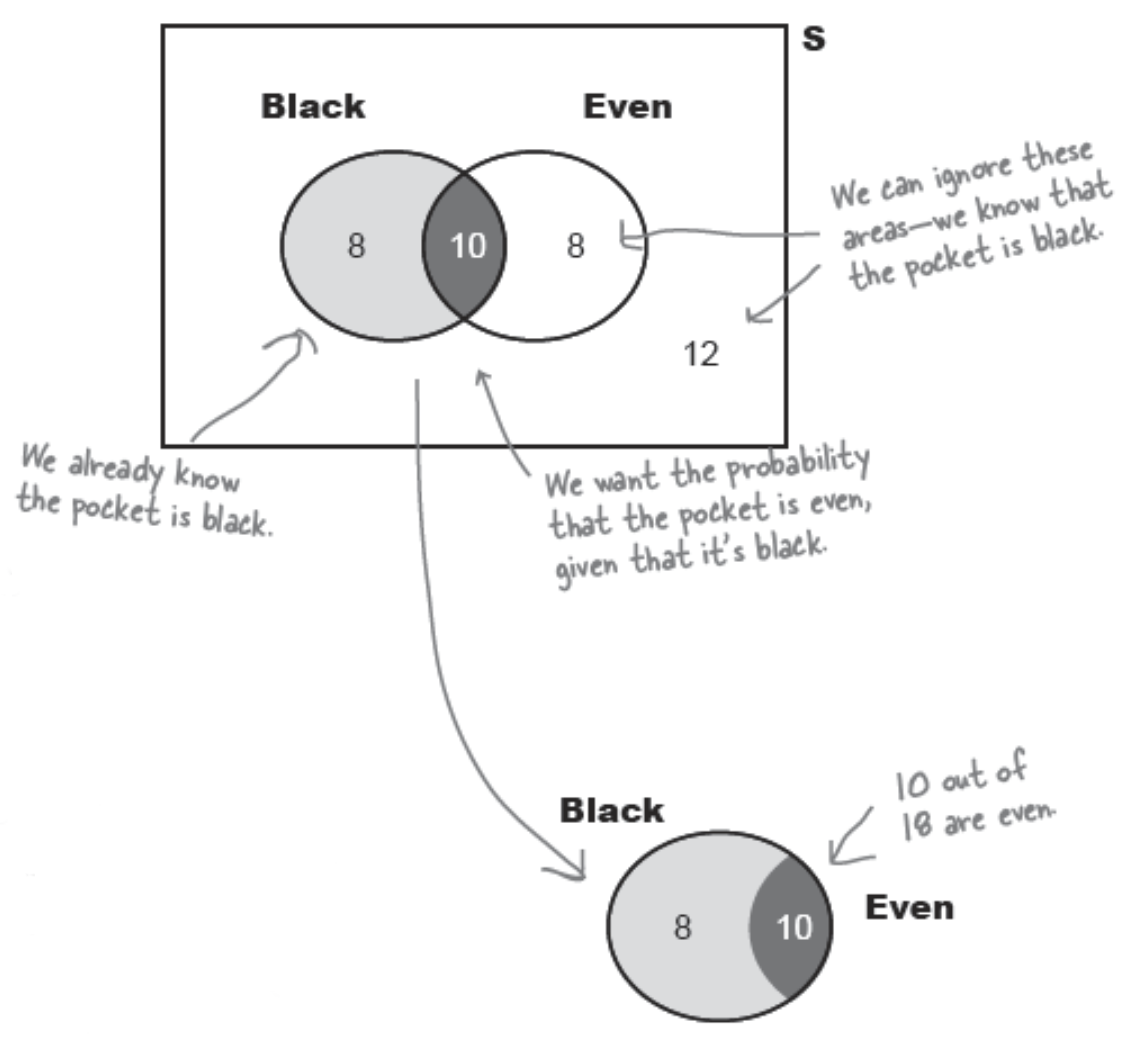 S
Black
Even
8
10
8
12
We can ignore these
areas—we know that
the pocket is black.
We already know
the pocket is black.
We want the probability
that the pocket is even,
given that it's black.
Black
8
10
Even
10 out of
18 are even.